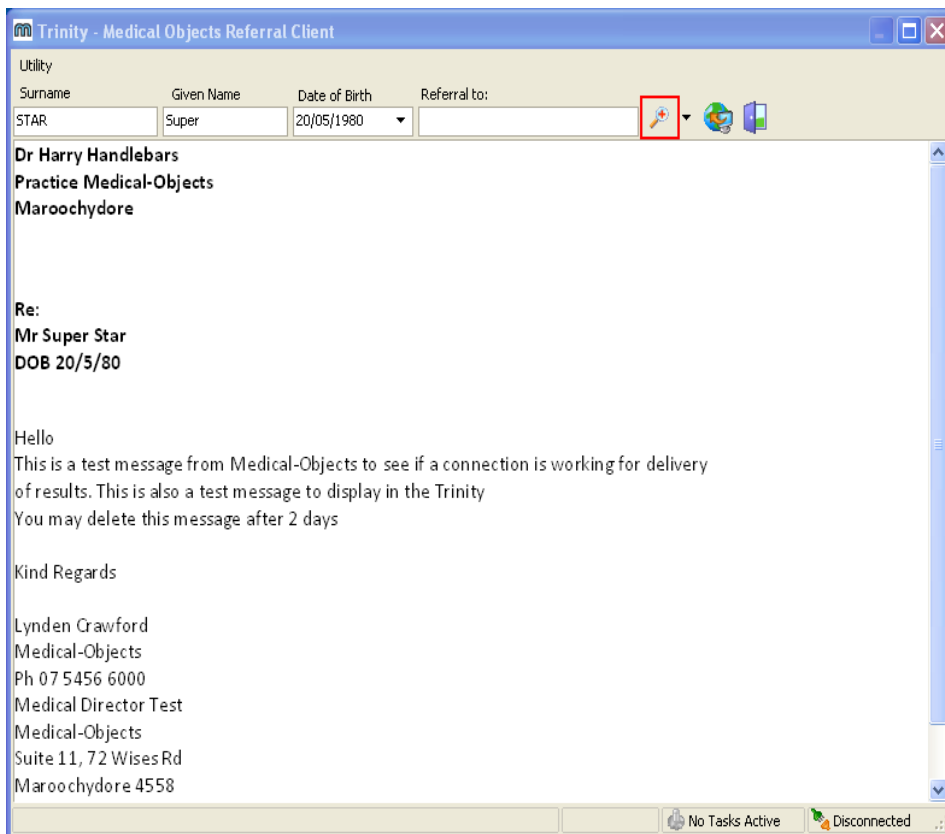 Trinity - Medical Objects Referral Client
Utility
Surname Given Name Date of Birth Referral to:
STAR Super 20/05/1980
Dr Harry Handlebars
Practice Medical-Objects
Maroochydore
Re:
Mr Super Star
DOB 20/5/80
Hello
This is a test message from Medical-Objects to see if a connection is working for delivery
of results. This is also a test message to display in the Trinity
You may delete this message after 2 days
Kind Regards
Lynden Crawford
Medical-Objects
Ph 07 5456 6000
Medical Director Test
Medical-Objects
Suite 11, 72 Wises Rd
Maroochydore 4558
No Tasks Active Disconnected